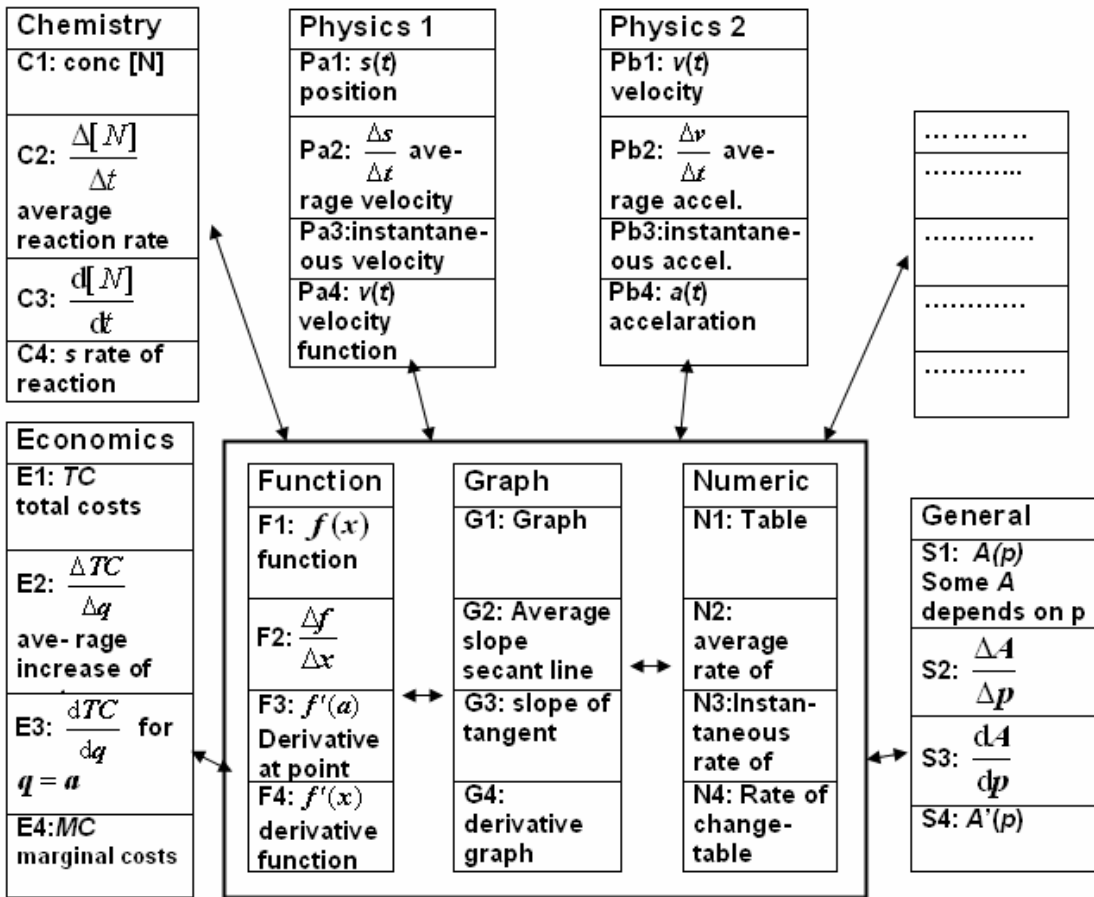 Chemistry
C1: conc [N]
C2: Δ[N]/Δt
average
reaction rate
C3: d[N]/dt
C4: s rate of
reaction
Physics 1
Pa1: s(t)
position
Pa2: Δs/Δt ave-
rage velocity
Pa3:instantane-
ous velocity
Pa4: v(t)
velocity
function
Physics 2
Pb1: v(t)
velocity
Pb2: Δv/Δt ave-
rage accel.
Pb3:instantane-
ous accel.
Pb4: a(t)
accelaration
………..
………...
………….
…………
…………
Economics
E1: TC
total costs
E2: ΔTC/Δq
ave- rage
increase of
E3: dTC/dq for
q = a
E4:MC
marginal costs
Function
F1: f(x)
function
F2: Δf/Δx
F3: f'(a)
Derivative
at point
F4: f'(x)
derivative
function
Graph
G1: Graph
G2: Average
slope
secant line
G3: slope of
tangent
G4:
derivative
graph
Numeric
N1: Table
N2:
average
rate of
N3:Instan-
taneous
rate of
N4: Rate of
change-
table
General
S1: A(p)
Some A
depends on p
S2: ΔA/Δp
S3: dA/dp
S4: A'(p)